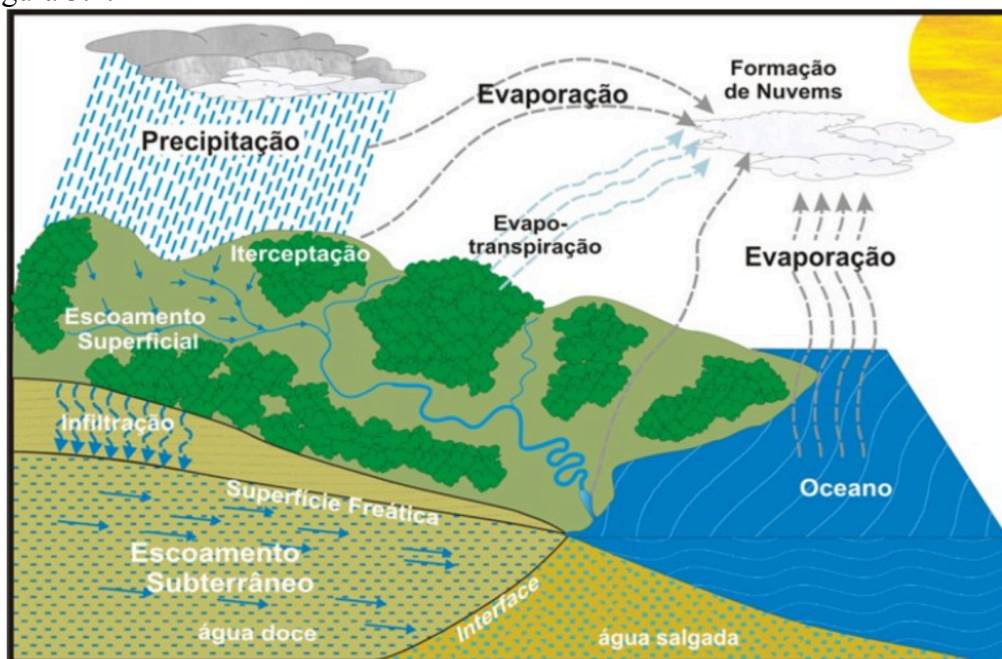 Formação
de Nuvems
Evaporação
Precipitação
Evapo-
transpiração
Iterceptação
Evaporação
Escoamento
Superficial
Infiltração
Oceano
Superfície Freática
Escoamento
Subterrâneo
Interface
água doce
água salgada